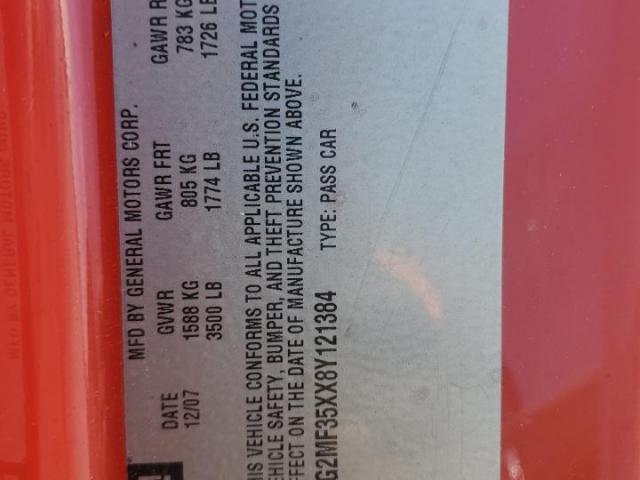 MFD BY GENERAL MOTORS CORP.
DATE GVWR GAWR FRT GAWR R
12/07 1588 KG 805 KG 783 KG
3500 LB 1774 LB 1726 LB
HIS VEHICLE CONFORMS TO ALL APPLICABLE U.S. FEDERAL MOT
EHICLE SAFETY, BUMPER, AND THEFT PREVENTION STANDARDS
FFECT ON THE DATE OF MANUFACTURE SHOWN ABOVE.
G2MF35XX8Y121384 TYPE: PASS CAR